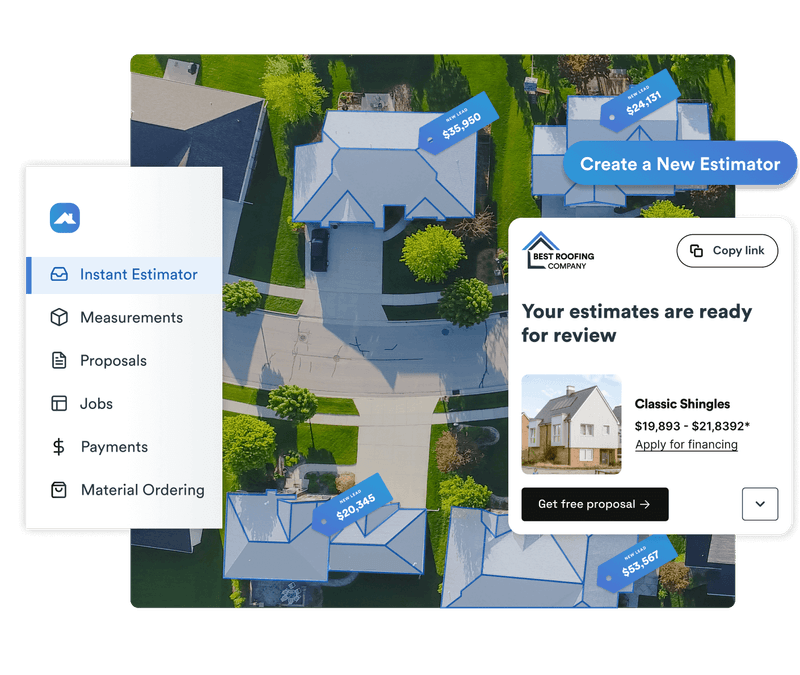 NEW LEAD
$35,950
NEW LEAD
$24,131
Create a New Estimator
Instant Estimator
Measurements
Proposals
Jobs
Payments
Material Ordering
BEST ROOFING
COMPANY
Copy link
Your estimates are ready
for review
Classic Shingles
$19,893 - $21,8392*
Apply for financing
Get free proposal →
NEW LEAD
$20,345
NEW LEAD
$53,567